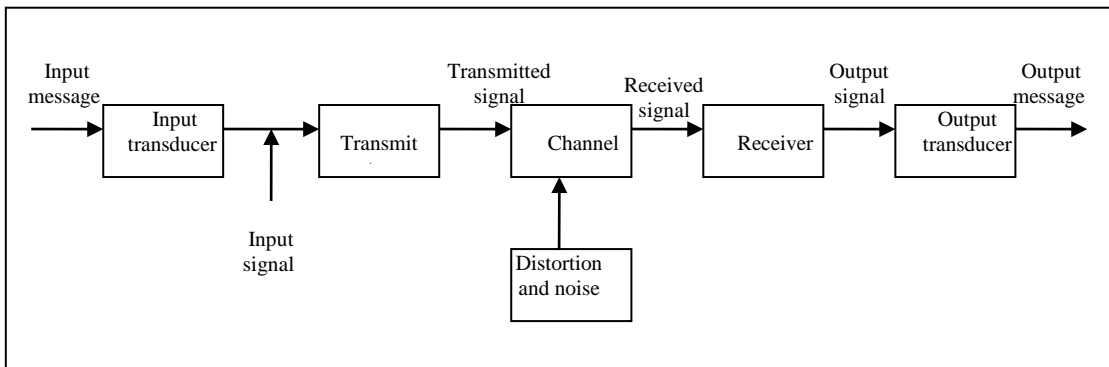 Input
message
Input
transducer
Input
signal
Transmit
Transmitted
signal
Channel
Distortion
and noise
Received
signal
Receiver
Output
signal
Output
transducer
Output
message